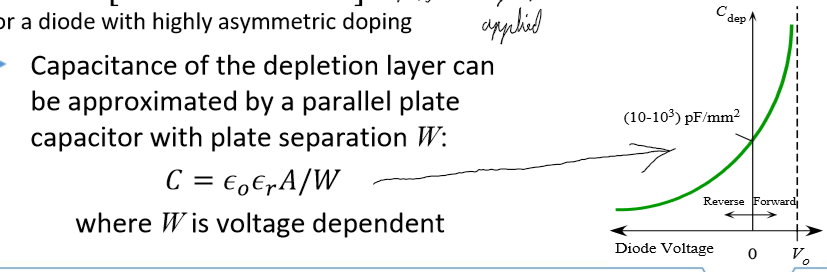 or a diode with highly asymmetric doping
applied
Capacitance of the depletion layer can
be approximated by a parallel plate
capacitor with plate separation W:
C = ϵₒϵᵣA/W
where W is voltage dependent
C dep
(10-10³) pF/mm²
Reverse Forward
Diode Voltage 0 Vₒ